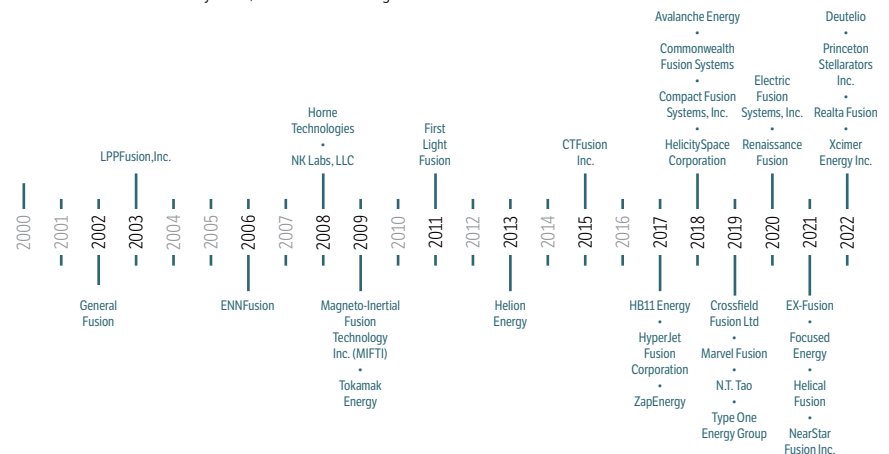 Avalanche Energy
•
Commonwealth
Fusion Systems
•
Compact Fusion
Systems, Inc.
•
HelicitySpace
Corporation
Deutelio
•
Princeton
Stellarators
Inc.
•
Realta Fusion
•
Xcimer
Energy Inc.
Electric
Fusion
Systems, Inc.
•
Renaissance
Fusion
Horne
Technologies
•
NK Labs, LLC
First
Light
Fusion
LPPFusion,Inc.
CTFusion
Inc.
2000
2001
2002
2003
2004
2005
2006
2007
2008
2009
2010
2011
2012
2013
2014
2015
2016
2017
2018
2019
2020
2021
2022
General
Fusion
ENNFusion
Magneto-Inertial
Fusion
Technology
Inc. (MIFTI)
•
Tokamak
Energy
Helion
Energy
HB11 Energy
•
HyperJet
Fusion
Corporation
•
ZapEnergy
Crossfield
Fusion Ltd
•
Marvel Fusion
•
N.T. Tao
•
Type One
Energy Group
EX-Fusion
•
Focused
Energy
•
Helical
Fusion
•
NearStar
Fusion Inc.